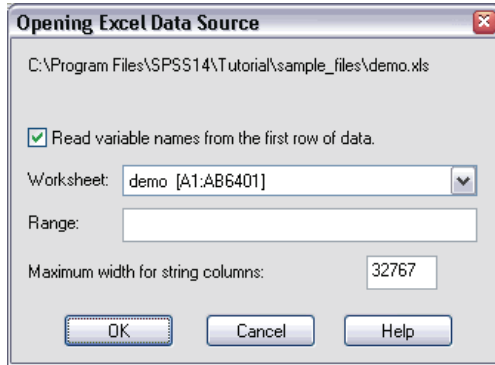 Opening Excel Data Source
C:\Program Files\SPSS14\Tutorial\sample_files\demo.xls
Read variable names from the first row of data.
Worksheet: demo [A1:AB6401]
Range:
Maximum width for string columns: 32767
OK Cancel Help